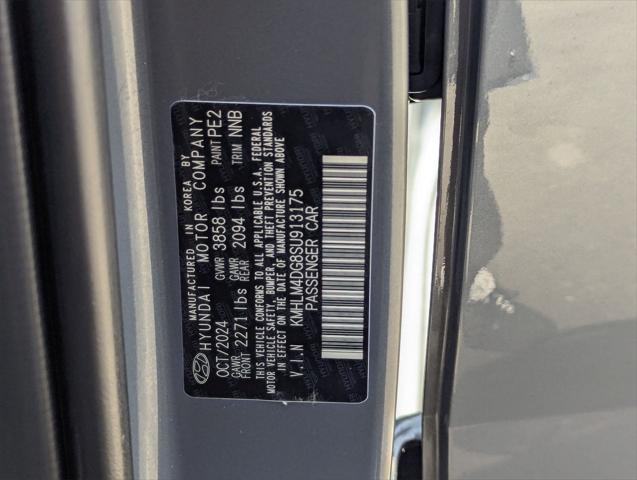 MANUFACTURED IN KOREA BY
HYUNDAI MOTOR COMPANY
OCT/2024 GVWR 3858 lbs PAINT PE2
GAWR FRONT 2271 lbs GAWR REAR 2094 lbs TRIM NNB
THIS VEHICLE CONFORMS TO ALL APPLICABLE U.S.A. FEDERAL
MOTOR VEHICLE SAFETY, BUMPER, AND THEFT PREVENTION STANDARDS
IN EFFECT ON THE DATE OF MANUFACTURE SHOWN ABOVE
V.I.N KMHLM4DG8SU913175
PASSENGER CAR